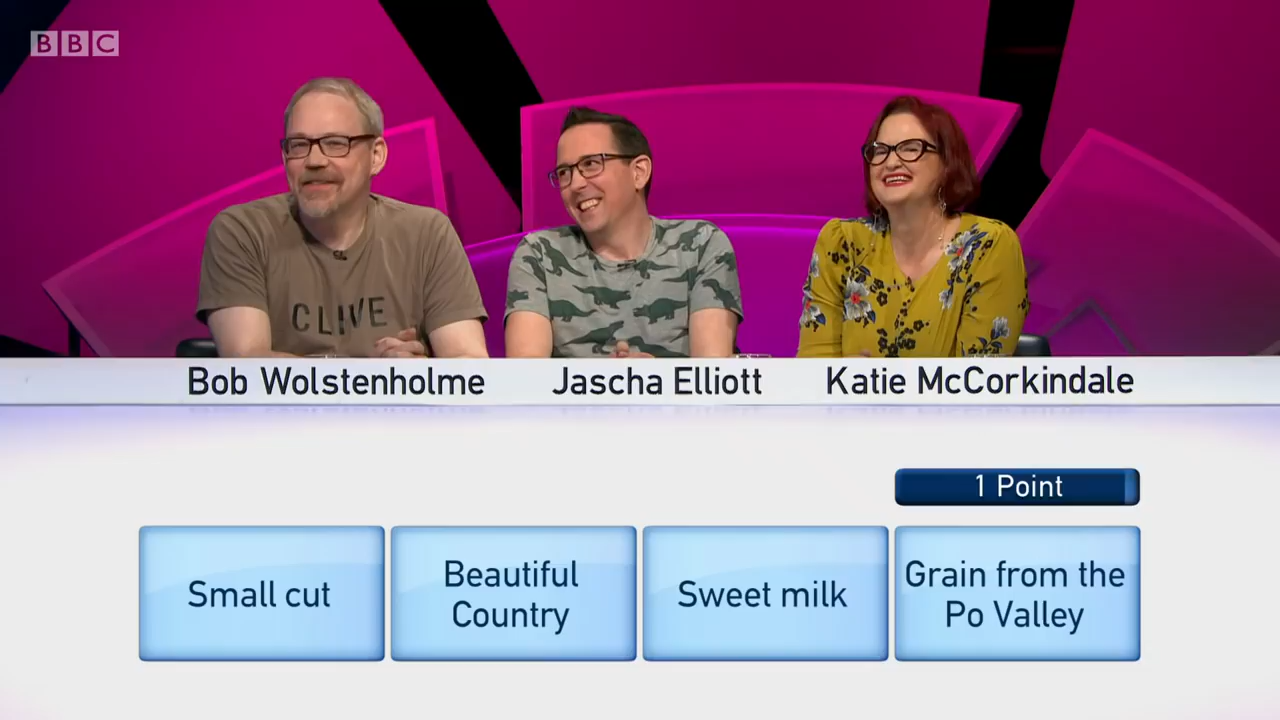 BBC
CLIVE
Bob Wolstenholme
Jascha Elliott
Katie McCorkindale
1 Point
Small cut
Beautiful
Country
Sweet milk
Grain from the
Po Valley